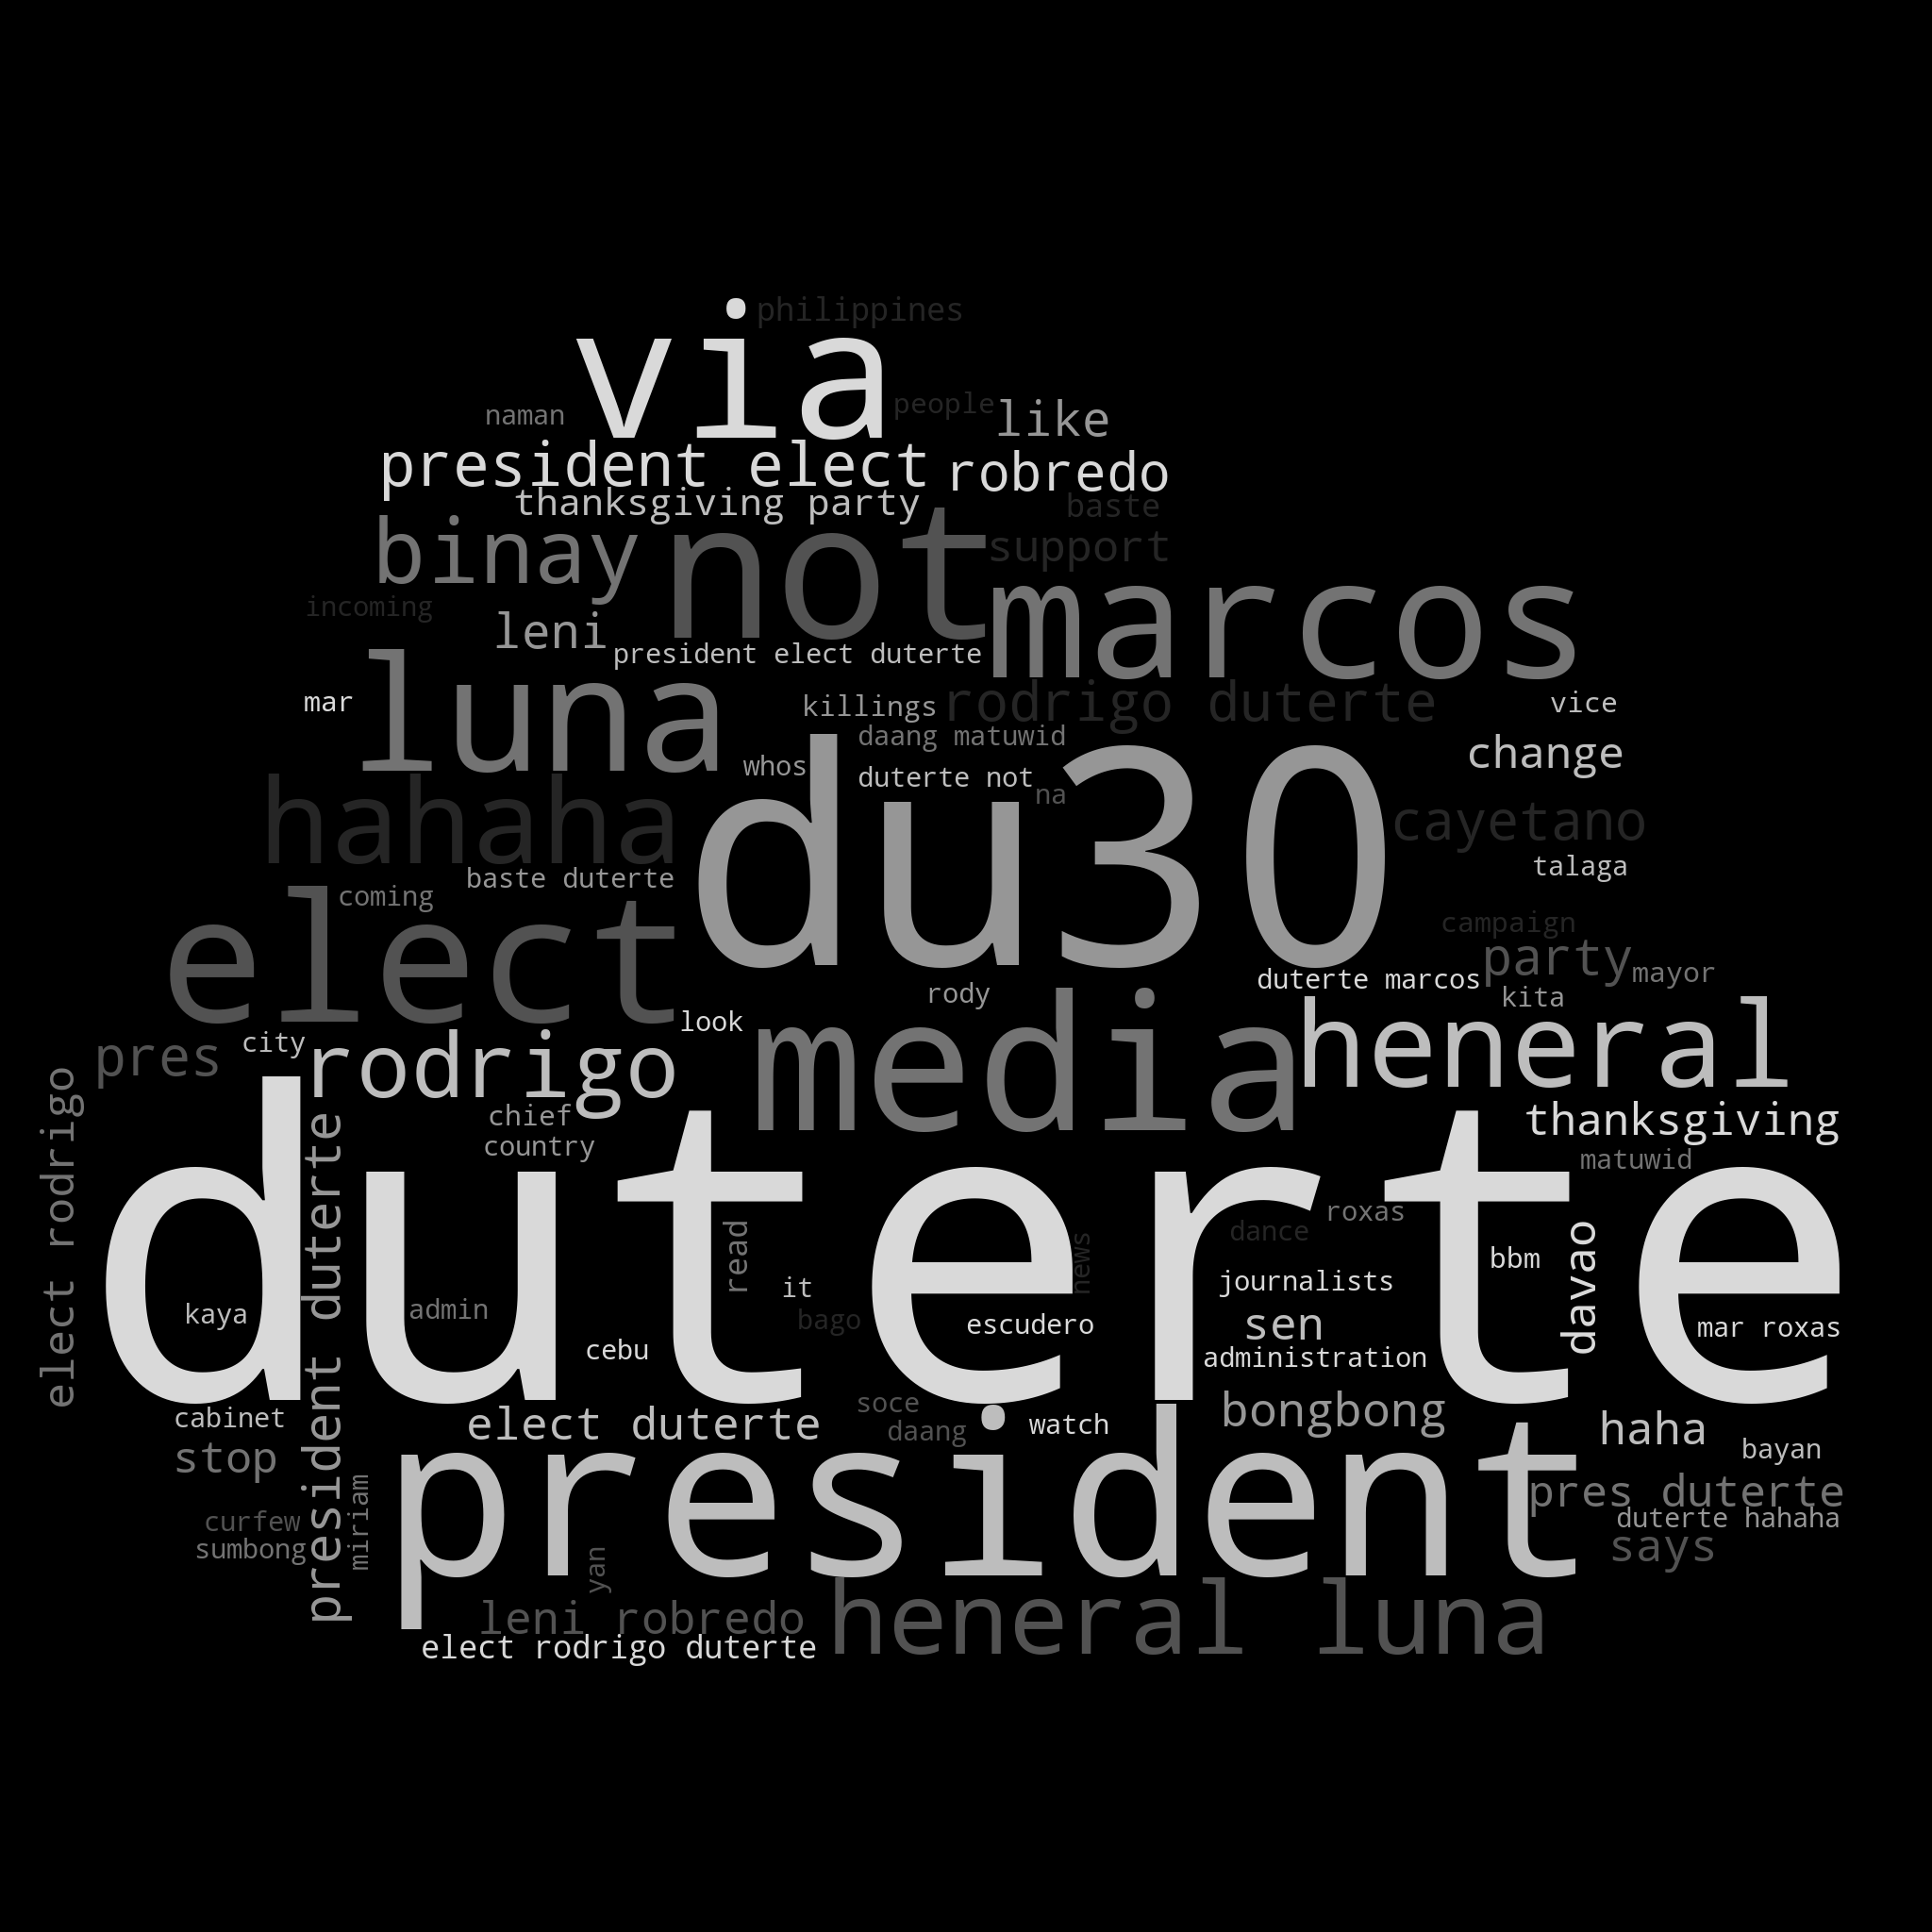 philippines
via
people
like
naman
president elect
robredo
thanksgiving party
baste
binay
not
support
marcos
incoming
leni
president elect duterte
luna
mar
killings
rodrigo duterte
vice
daang matuwid
change
whos
duterte not
na
du30
hahaha
cayetano
talaga
baste duterte
coming
elect
campaign
party
mayor
duterte marcos
rody
kita
look
media
heneral
city
pres
rodrigo
chief
thanksgiving
country
matuwid
elect rodrigo
president duterte
duterte
roxas
dance
read
news
davao
bbm
it
journalists
kaya
admin
bago
escudero
sen
mar roxas
cebu
administration
soce
cabinet
elect duterte
daang
watch
bongbong
haha
stop
bayan
president
pres duterte
curfew
miriam
duterte hahaha
sumbong
says
yan
leni robredo
heneral luna
elect rodrigo duterte